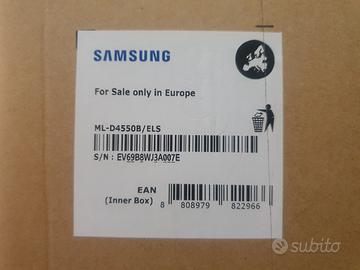 SAMSUNG
For Sale only in Europe
ML-D4550B/ELS
S/N : EV69B8WJ3A007E
EAN
(Inner Box)
8 808979 822966
subito